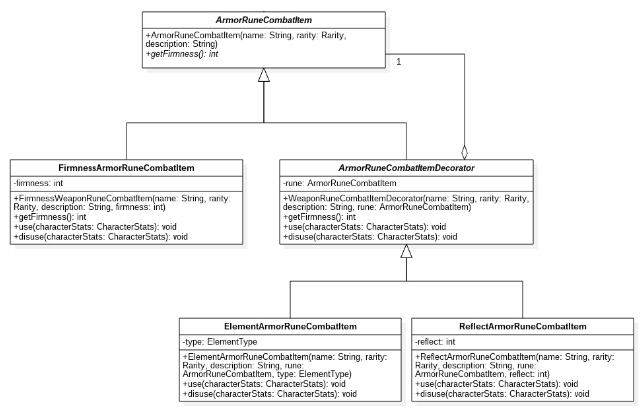 ArmorRuneCombatItem
+ArmorRuneCombatItem(name: String, rarity: Rarity,
description: String)
+getFirmness(): int
1
FirmnessArmorRuneCombatItem
-firmness: int
+FirmnessWeaponRuneCombatItem(name: String, rarity:
Rarity, description: String, firmness: int)
+getFirmness(): int
+use(characterStats: CharacterStats): void
+disuse(characterStats: CharacterStats): void
ArmorRuneCombatItemDecorator
-rune: ArmorRuneCombatItem
+WeaponRuneCombatItemDecorator(name: String, rarity: Rarity,
description: String, rune: ArmorRuneCombatItem)
+getFirmness(): int
+use(characterStats: CharacterStats): void
+disuse(characterStats: CharacterStats): void
ElementArmorRuneCombatItem
-type: ElementType
+ElementArmorRuneCombatItem(name: String, rarity:
Rarity, description: String, rune:
ArmorRuneCombatItem, type: ElementType)
+use(characterStats: CharacterStats): void
+disuse(characterStats: CharacterStats): void
ReflectArmorRuneCombatItem
-reflect: int
+ReflectArmorRuneCombatItem(name: String, rarity:
Rarity, description: String, rune:
ArmorRuneCombatItem, reflect: int)
+use(characterStats: CharacterStats): void
+disuse(characterStats: CharacterStats): void